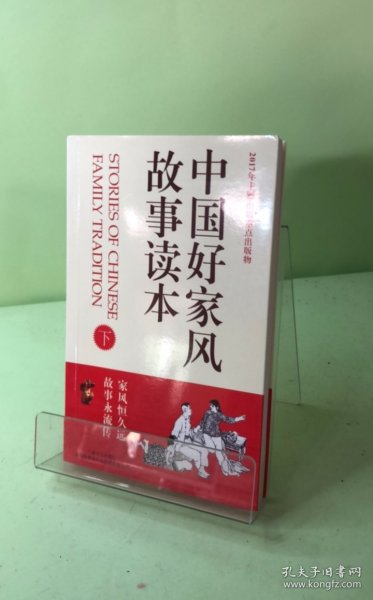 中国好家风
故事读本
STORIES OF CHINESE
FAMILY TRADITION
下
家风恒久远
故事永流传
孔夫子旧书网
www.kongfz.com